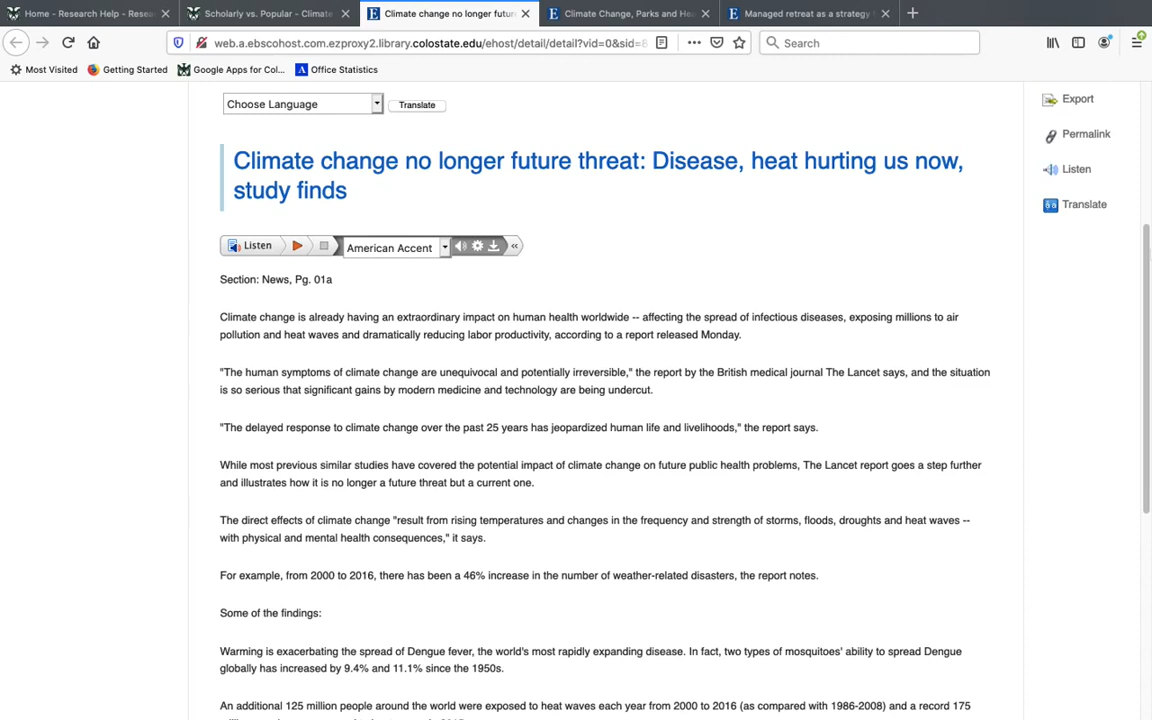 Home - Research Help - Resea
Scholarly vs. Popular - Climate
Climate change no longer futur
Climate Change, Parks and Hea
Managed retreat as a strategy
web.a.ebscohost.com.ezproxy2.library.colostate.edu/ehost/detail/detail?vid=0&sid=
Search
Most Visited
Getting Started
Google Apps for Col...
Office Statistics
Choose Language
Translate
Export
Permalink
Listen
Translate
Climate change no longer future threat: Disease, heat hurting us now,
study finds
Listen
American Accent
Section: News, Pg. 01a
Climate change is already having an extraordinary impact on human health worldwide -- affecting the spread of infectious diseases, exposing millions to air
pollution and heat waves and dramatically reducing labor productivity, according to a report released Monday.
"The human symptoms of climate change are unequivocal and potentially irreversible," the report by the British medical journal The Lancet says, and the situation
is so serious that significant gains by modern medicine and technology are being undercut.
"The delayed response to climate change over the past 25 years has jeopardized human life and livelihoods," the report says.
While most previous similar studies have covered the potential impact of climate change on future public health problems, The Lancet report goes a step further
and illustrates how it is no longer a future threat but a current one.
The direct effects of climate change "result from rising temperatures and changes in the frequency and strength of storms, floods, droughts and heat waves --
with physical and mental health consequences," it says.
For example, from 2000 to 2016, there has been a 46% increase in the number of weather-related disasters, the report notes.
Some of the findings:
Warming is exacerbating the spread of Dengue fever, the world's most rapidly expanding disease. In fact, two types of mosquitoes' ability to spread Dengue
globally has increased by 9.4% and 11.1% since the 1950s.
An additional 125 million people around the world were exposed to heat waves each year from 2000 to 2016 (as compared with 1986-2008) and a record 175